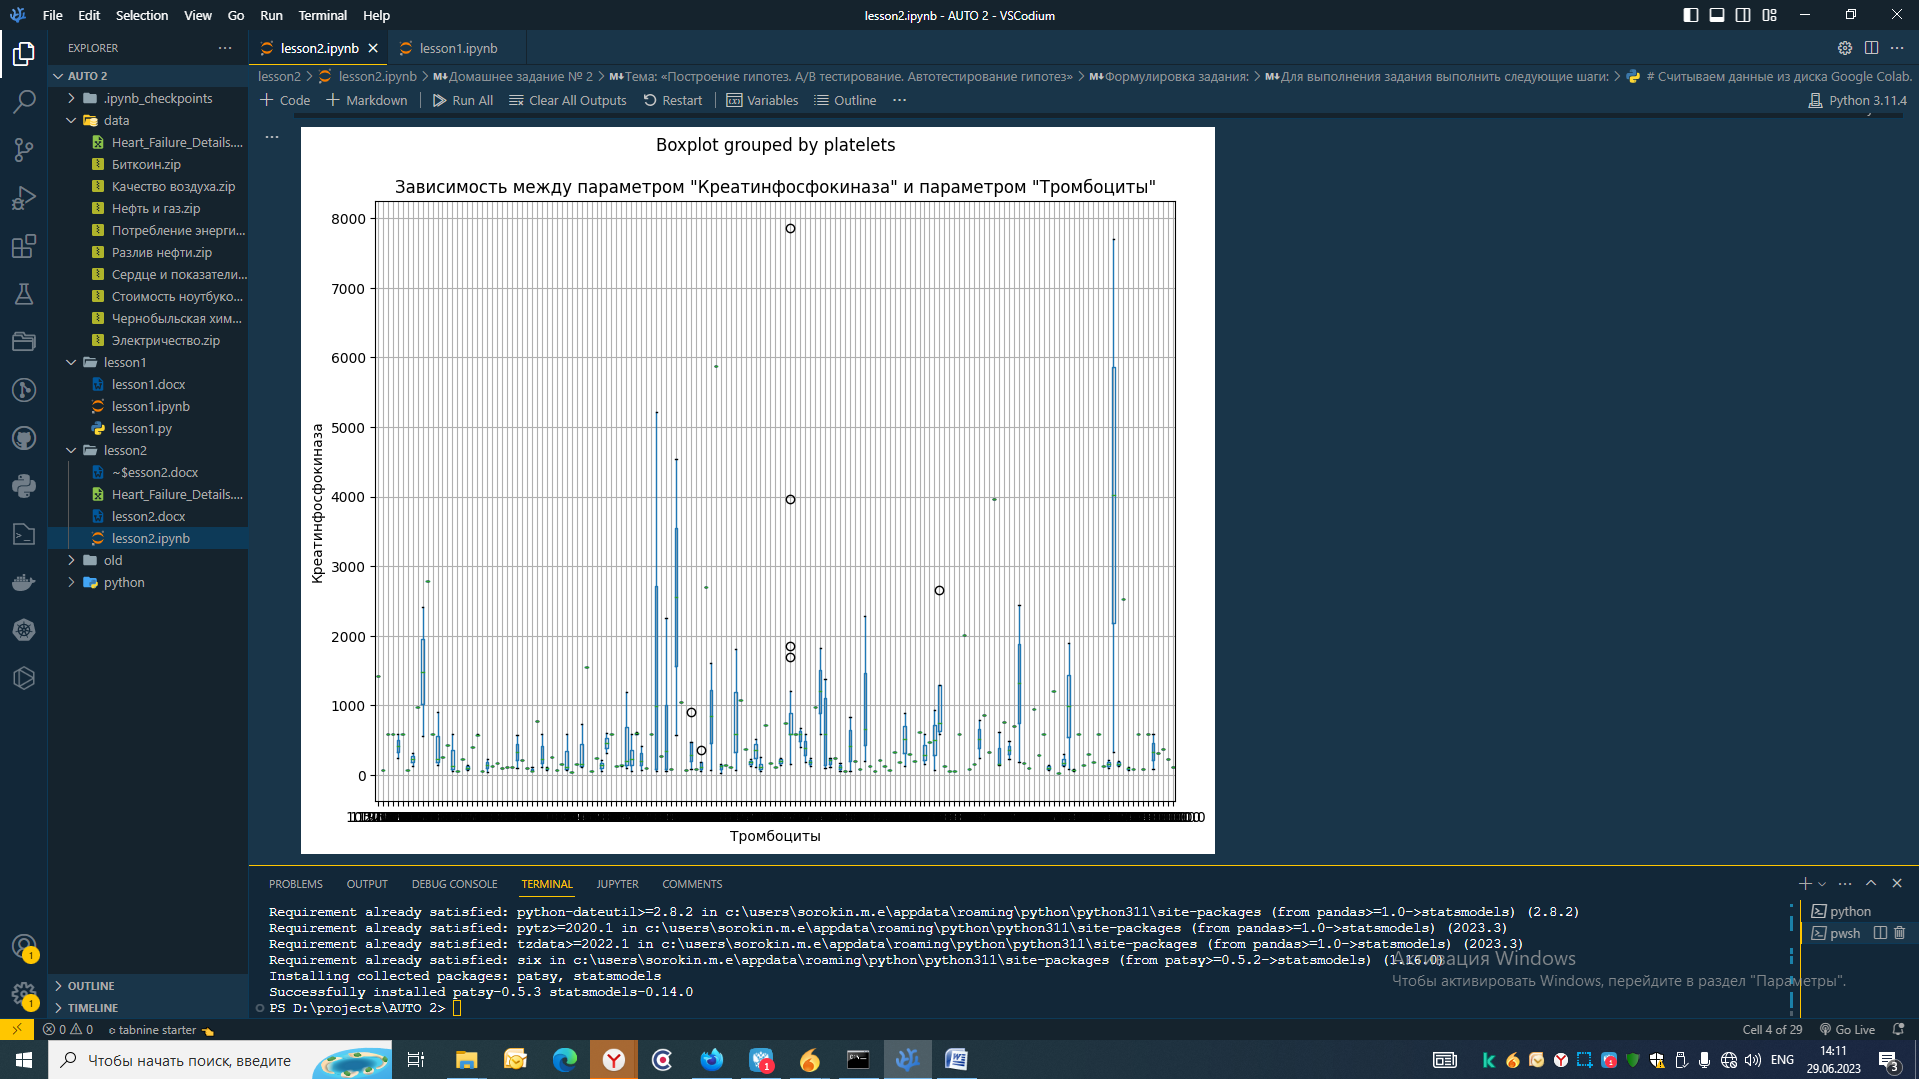 File Edit Selection View Go Run Terminal Help
lesson2.ipynb - AUTO 2 - VSCodium
EXPLORER
AUTO 2
.ipynb_checkpoints
data
Heart_Failure_Details....
Биткоин.zip
Качество воздуха.zip
Нефть и газ.zip
Потребление энерги...
Разлив нефти.zip
Сердце и показатели...
Стоимость ноутбуко...
Чернобыльская хим...
Электричество.zip
lesson1
lesson1.docx
lesson1.ipynb
lesson1.py
lesson2
~$esson2.docx
Heart_Failure_Details....
lesson2.docx
lesson2.ipynb
old
python
OUTLINE
TIMELINE
lesson2.ipynb
lesson1.ipynb
lesson2 > lesson2.ipynb > M↓Домашнее задание № 2 > M↓Тема: «Построение гипотез. А/В тестирование. Автотестирование гипотез» > M↓Формулировка задания: > M↓Для выполнения задания выполнить следующие шаги: > # Считываем данные из диска Google Colab.
Code Markdown Run All Clear All Outputs Restart Variables Outline ...
Python 3.11.4
Boxplot grouped by platelets
Зависимость между параметром "Креатинфосфокиназа" и параметром "Тромбоциты"
8000
7000
6000
5000
4000
3000
2000
1000
0
Креатинфосфокиназа
Тромбоциты
PROBLEMS OUTPUT DEBUG CONSOLE TERMINAL JUPYTER COMMENTS
Requirement already satisfied: python-dateutil>=2.8.2 in c:\users\sorokin.m.e\appdata\roaming\python\python311\site-packages (from pandas>=1.0->statsmodels) (2.8.2)
Requirement already satisfied: pytz>=2020.1 in c:\users\sorokin.m.e\appdata\roaming\python\python311\site-packages (from pandas>=1.0->statsmodels) (2023.3)
Requirement already satisfied: tzdata>=2022.1 in c:\users\sorokin.m.e\appdata\roaming\python\python311\site-packages (from pandas>=1.0->statsmodels) (2023.3)
Requirement already satisfied: six in c:\users\sorokin.m.e\appdata\roaming\python\python311\site-packages (from patsy>=0.5.2->statsmodels) (1.16.0)
Installing collected packages: patsy, statsmodels
Successfully installed patsy-0.5.3 statsmodels-0.14.0
PS D:\projects\AUTO 2>
python
pwsh
Активация Windows
Чтобы активировать Windows, перейдите в раздел "Параметры".
0 0 tabnine starter
Cell 4 of 29 Go Live
Чтобы начать поиск, введите
ENG
14:11
29.06.2023